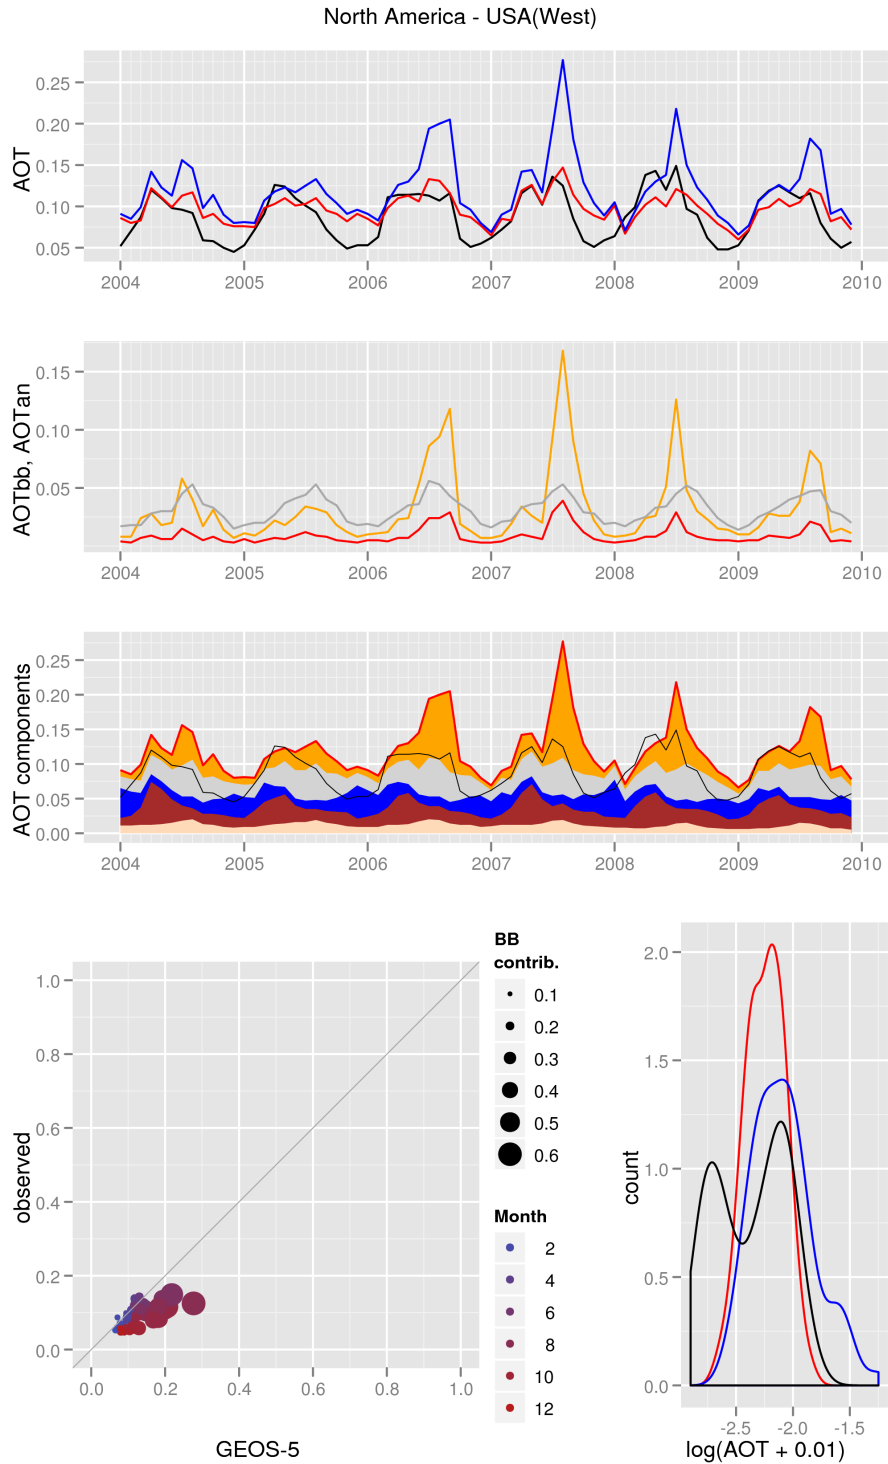 North America - USA(West)
AOT
0.25
0.20
0.15
0.10
0.05
2004 2005 2006 2007 2008 2009 2010
AOTbb, AOTan
0.15
0.10
0.05
2004 2005 2006 2007 2008 2009 2010
AOT components
0.25
0.20
0.15
0.10
0.05
0.00
2004 2005 2006 2007 2008 2009 2010
observed
1.0
0.8
0.6
0.4
0.2
0.0
0.0 0.2 0.4 0.6 0.8 1.0
GEOS-5
BB
contrib.
0.1
0.2
0.3
0.4
0.5
0.6
Month
2
4
6
8
10
12
count
2.0
1.5
1.0
0.5
0.0
-2.5 -2.0 -1.5
log(AOT + 0.01)